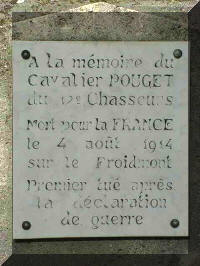 A la mémoire du
Cavalier POUGET
du 12e Chasseurs
Mort pour la FRANCE
le 4 août 1914
sur le Froidmont
Premier tué après
la déclaration
de guerre